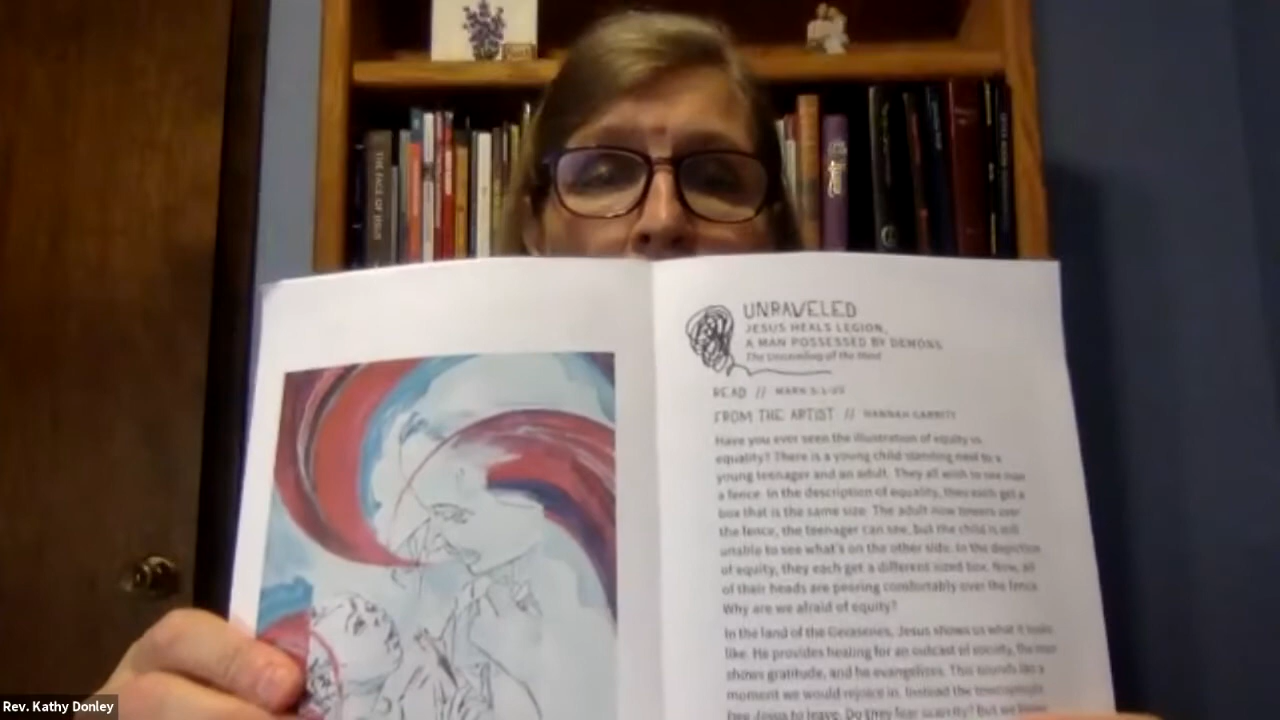 THE FACE OF JESUS
UNRAVELED
JESUS HEALS LEGION,
A MAN POSSESSED BY DEMONS
The Unwinding of the Mind
READ // MARK 5:1-20
FROM THE ARTIST // HANNAH GARRITY
Have you ever seen the illustration of equity vs.
equality? There is a young child standing next to a
young teenager and an adult. They all wish to see over
a fence. In the description of equality, they each get a
box that is the same size. The adult now towers over
the fence, the teenager can see, but the child is still
unable to see what's on the other side. In the depiction
of equity, they each get a different sized box. Now, all
of their heads are peering comfortably over the fence.
Why are we afraid of equity?
In the land of the Gerasenes, Jesus shows us what it looks
like. He provides healing for an outcast of society, the man
shows gratitude, and he evangelizes. This sounds like a
moment we would rejoice in. Instead the townspeople
beg Jesus to leave. Do they fear scarcity? But we know
Rev. Kathy Donley